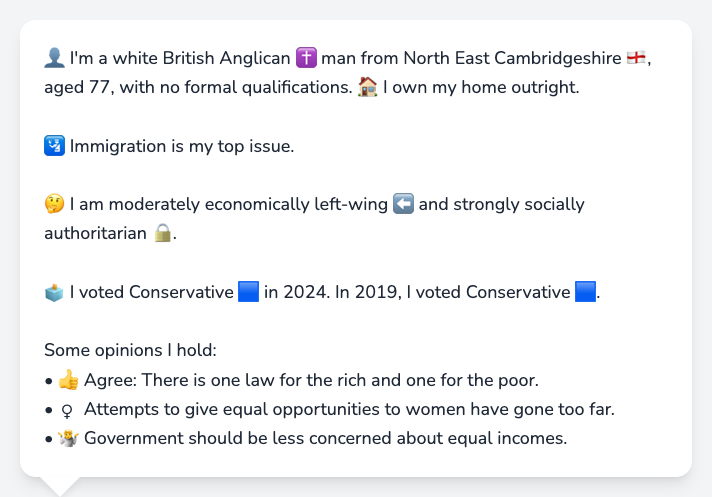 👤 I'm a white British Anglican ✝️ man from North East Cambridgeshire 🏴󠁧󠁢󠁥󠁮󠁧󠁿,
aged 77, with no formal qualifications. 🏠 I own my home outright.
🛂 Immigration is my top issue.
🤔 I am moderately economically left-wing ⬅️ and strongly socially
authoritarian 🔒.
🗳️ I voted Conservative 🟦 in 2024. In 2019, I voted Conservative 🟦.
Some opinions I hold:
• 👍 Agree: There is one law for the rich and one for the poor.
• ♀ Attempts to give equal opportunities to women have gone too far.
• 🤷 Government should be less concerned about equal incomes.